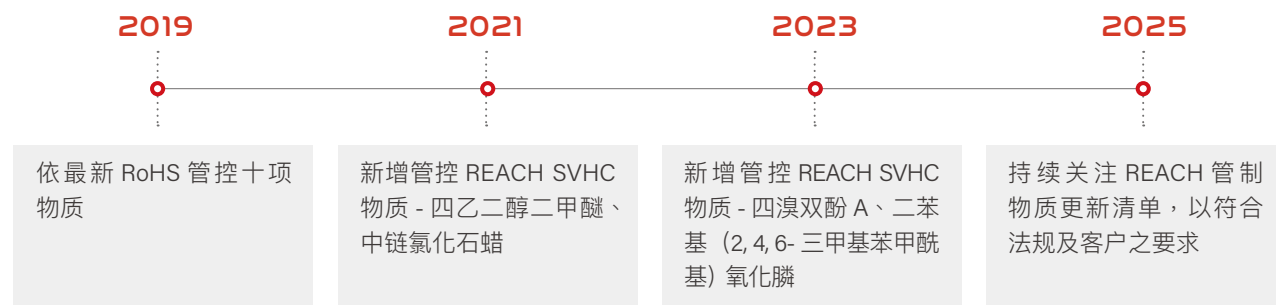 2019
2021
2023
2025
依最新 RoHS 管控十项
物质
新增管控 REACH SVHC
物质 - 四乙二醇二甲醚、
中链氯化石蜡
新增管控 REACH SVHC
物质 - 四溴双酚 A、二苯
基（2, 4, 6- 三甲基苯甲酰
基）氧化膦
持续关注 REACH 管制
物质更新清单，以符合
法规及客户之要求